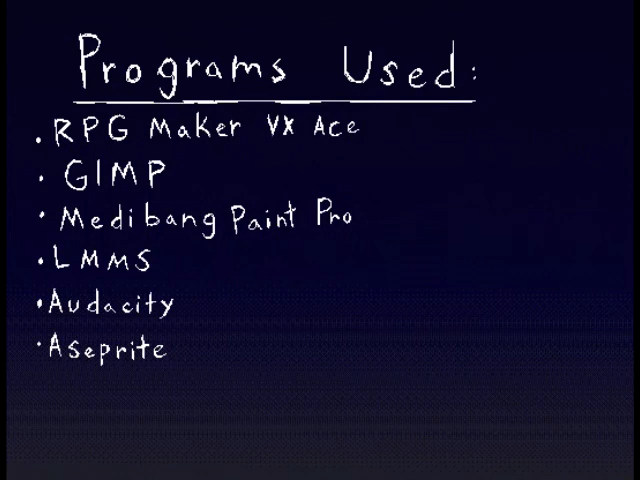 Programs Used:
. RPG Maker VX Ace
· GIMP
· Medibang Paint Pro
· LMMS
· Audacity
· Aseprite